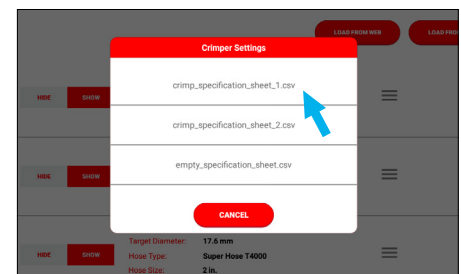 LOAD FROM WEB
LOAD FRO
Crimper Settings
crimp_specification_sheet_1.csv
HIDE SHOW
crimp_specification_sheet_2.csv
empty_specification_sheet.csv
HIDE SHOW
CANCEL
Target Diameter: 17.6 mm
HIDE SHOW
Hose Type: Super Hose T4000
Hose Size: 2 in.